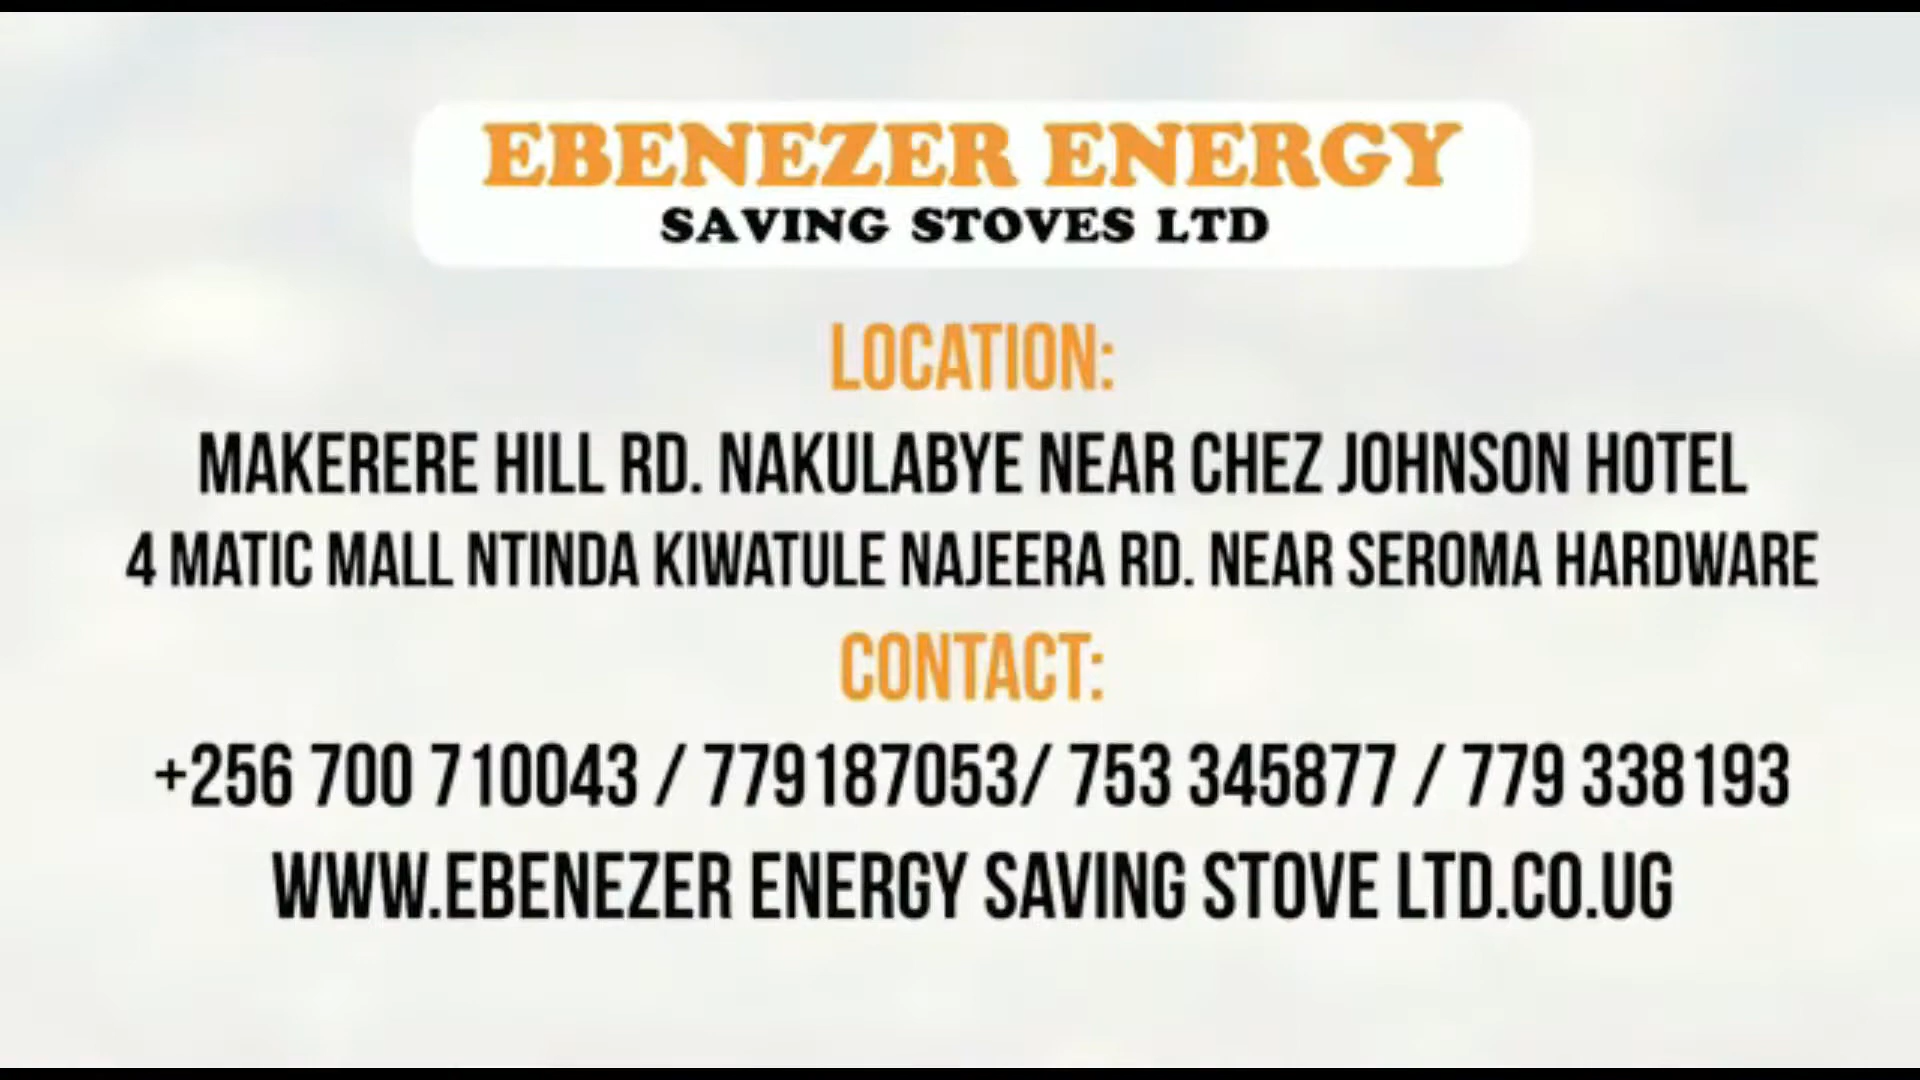 EBENEZER ENERGY
SAVING STOVES LTD
LOCATION:
MAKERERE HILL RD. NAKULABYE NEAR CHEZ JOHNSON HOTEL
4 MATIC MALL NTINDA KIWATULE NAJEERA RD. NEAR SEROMA HARDWARE
CONTACT:
+256 700 710043 / 779187053/ 753 345877 / 779 338193
WWW.EBENEZER ENERGY SAVING STOVE LTD.CO.UG